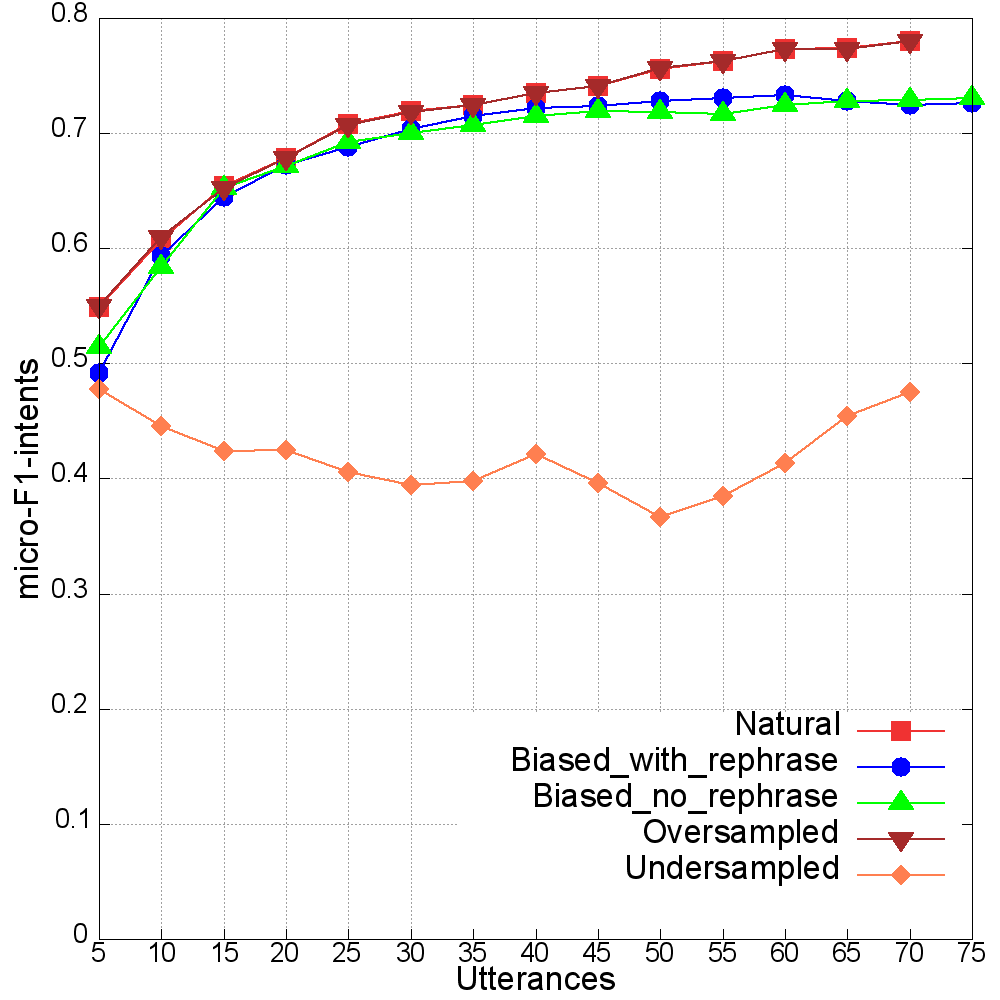 0.8
0.7
0.6
0.5
0.4
0.3
0.2
0.1
0
micro-F1-intents
Natural
Biased_with_rephrase
Biased_no_rephrase
Oversampled
Undersampled
5 10 15 20 25 30 35 40 45 50 55 60 65 70 75
Utterances